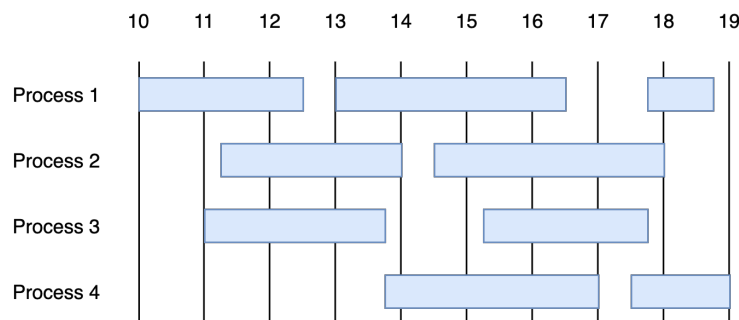 10 11 12 13 14 15 16 17 18 19
Process 1
Process 2
Process 3
Process 4